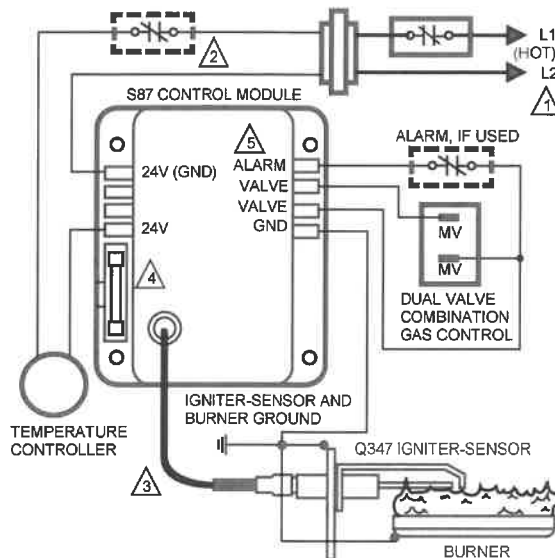 L1
(HOT)
2
L2
1
S87 CONTROL MODULE
5
ALARM, IF USED
24V (GND)
ALARM
VALVE
VALVE
24V
GND
MV
MV
4
DUAL VALVE
COMBINATION
GAS CONTROL
IGNITER-SENSOR AND
BURNER GROUND
TEMPERATURE
CONTROLLER
Q347 IGNITER-SENSOR
3
BURNER